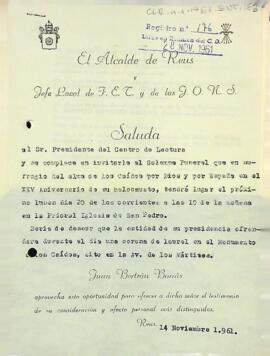 Registro n.º 176
28 NOV. 1961
El Alcalde de Reus
y
Jefe Local de F. E. T. y de las J. O. N. S.
Saluda
al Sr. Presidente del Centro de Lectura
y se complace en invitarle al Solemne Funeral que en su-
fragio del alma de Los Caídos por Dios y por España en el
XXV Aniversario de su holocausto, tendrá lugar el próximo
lunes día 20 de los corrientes a las 10 de la mañana
en la Prioral Iglesia de San Pedro.
Sería de desear que la entidad de su presidencia ofren-
dara durante el día una corona de laurel en el Monumento
a los Caídos, sito en la Av. de los Mártires.
Juan Bertrán Borrás
aprovecha esta oportunidad para ofrecer a dicho señor el testimonio
de su consideración y afecto personal más distinguidos.
Reus, 14 Noviembre 1.961.